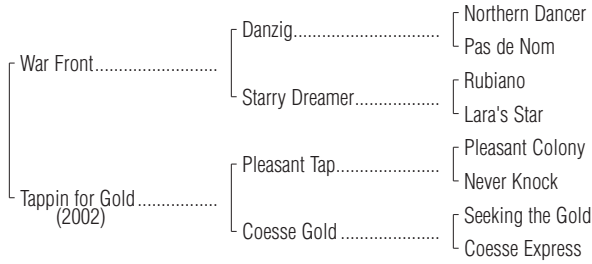 Northern Dancer
Danzig..................................
Pas de Nom
War Front............................
Rubiano
Starry Dreamer...................
Lara's Star
Pleasant Colony
Pleasant Tap.......................
Never Knock
Tappin for Gold..................
(2002)
Seeking the Gold
Coesse Gold ......................
Coesse Express